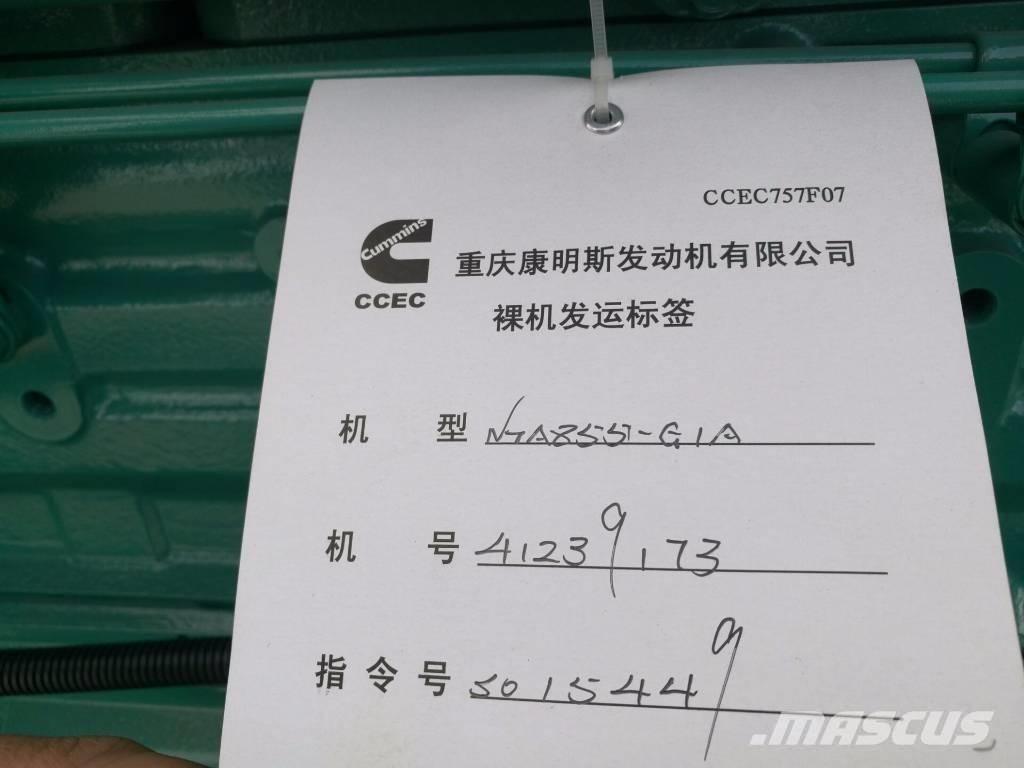 CCEC757F07
Cummins
CCEC
重庆康明斯发动机有限公司
裸机发运标签
机 型 NTA855-G1A
机 号 41239173
指令号 5015449
.MASCUS